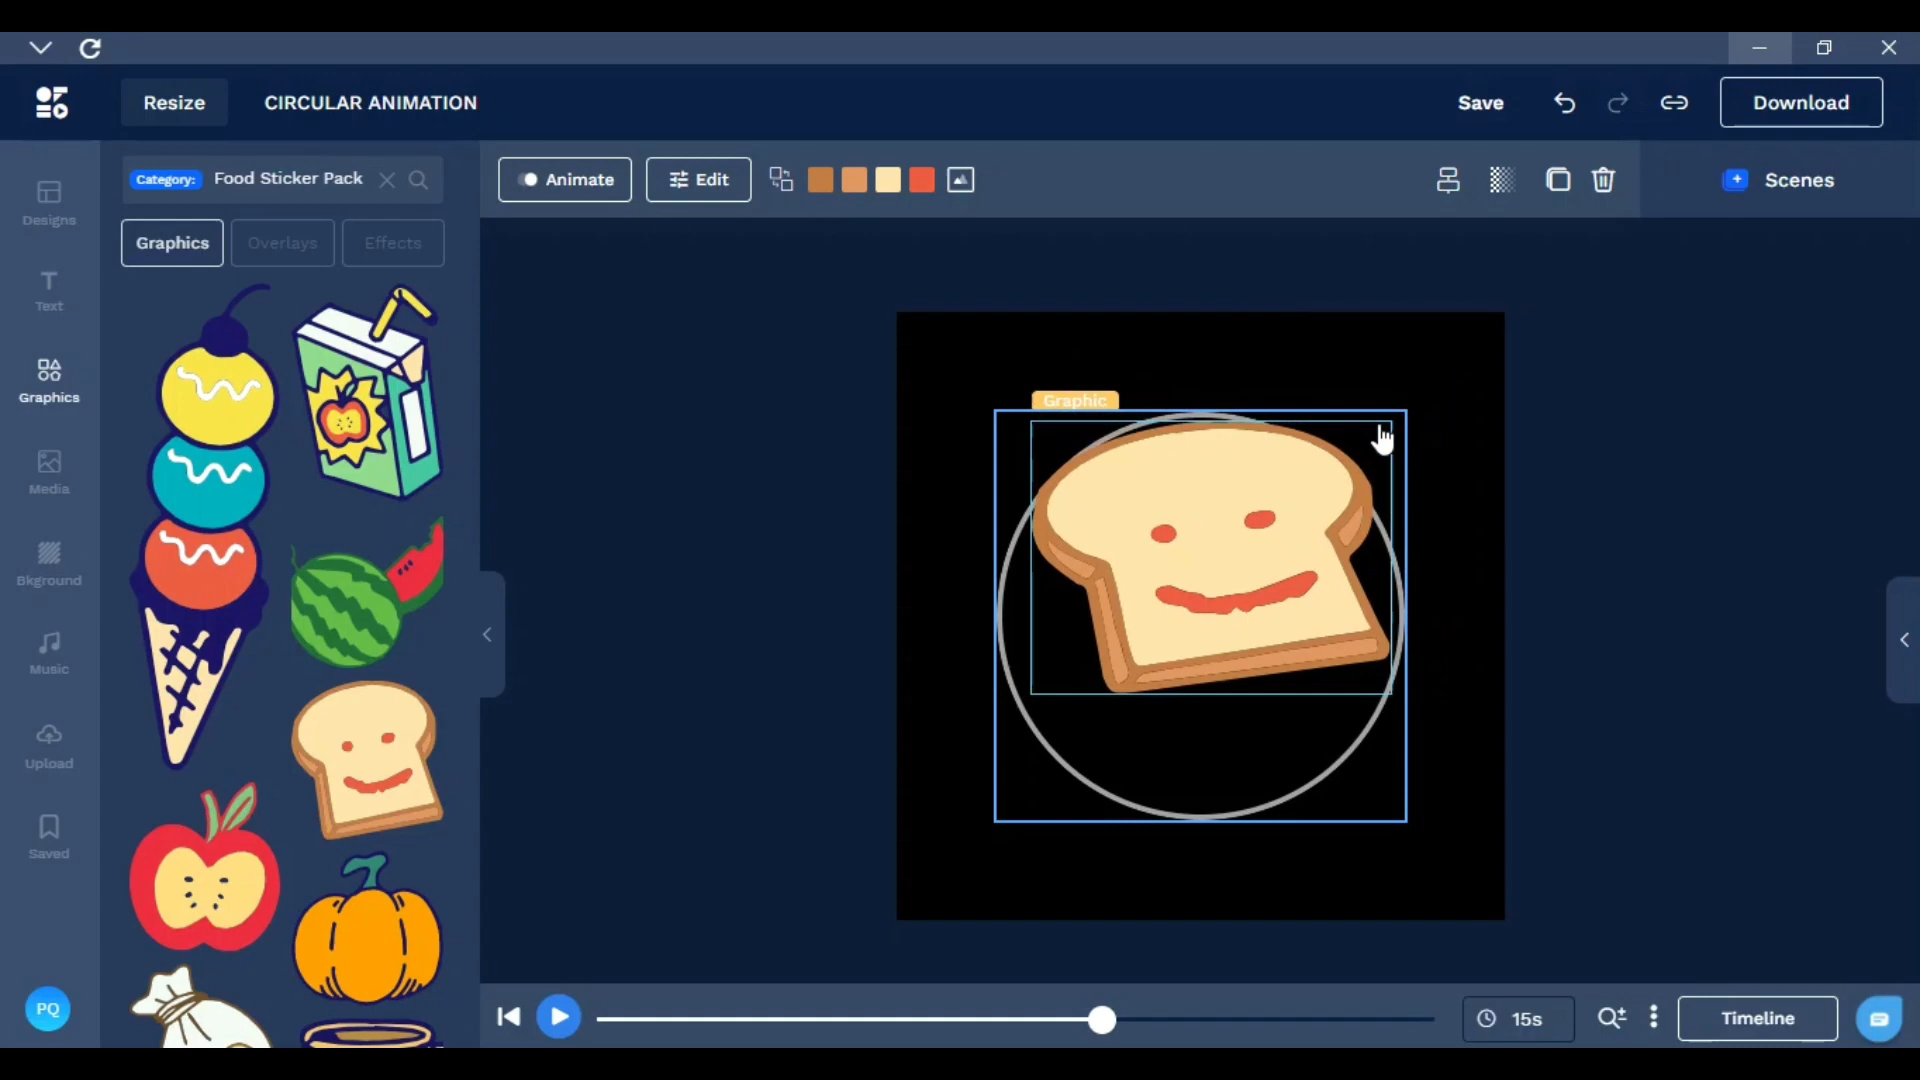 Resize
CIRCULAR ANIMATION
Save
Download
Category: Food Sticker Pack
Animate
Edit
Scenes
Designs
Graphics
Overlays
Effects
Text
Graphics
Graphic
Media
Bkground
Music
Upload
Saved
PQ
15s
Timeline